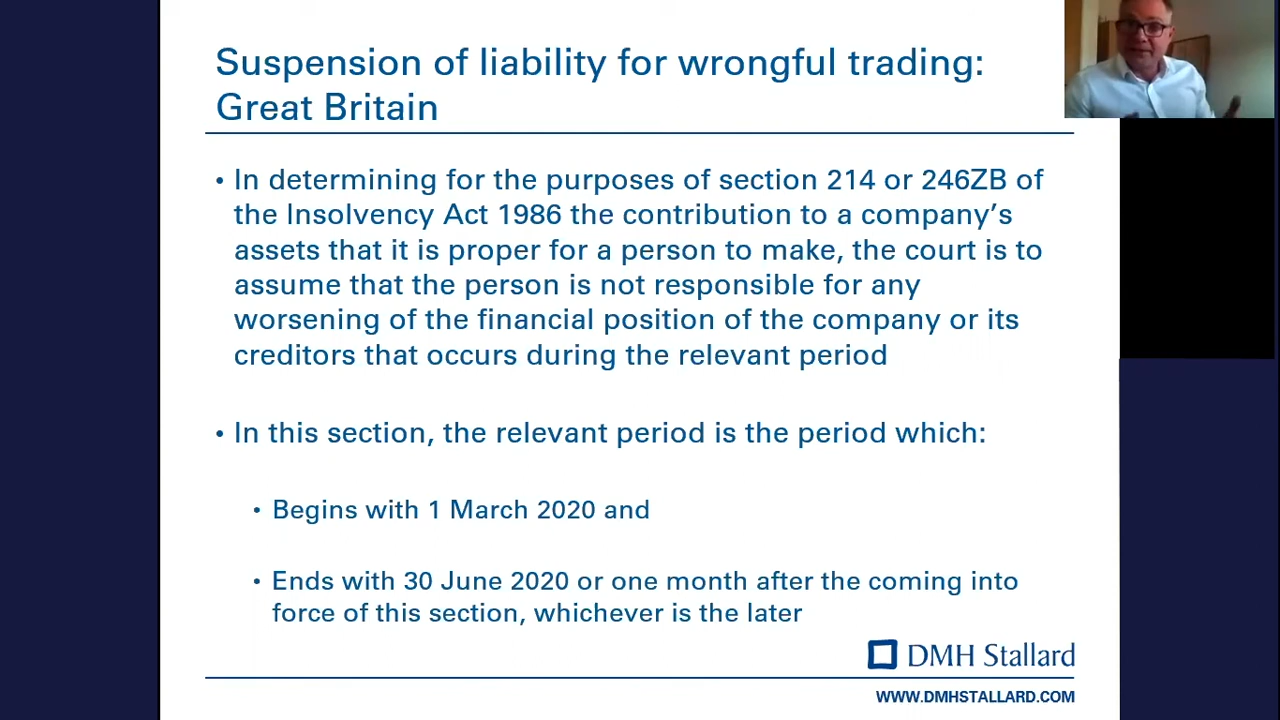 Suspension of liability for wrongful trading:
Great Britain
• In determining for the purposes of section 214 or 246ZB of
the Insolvency Act 1986 the contribution to a company’s
assets that it is proper for a person to make, the court is to
assume that the person is not responsible for any
worsening of the financial position of the company or its
creditors that occurs during the relevant period
• In this section, the relevant period is the period which:
• Begins with 1 March 2020 and
• Ends with 30 June 2020 or one month after the coming into
force of this section, whichever is the later
DMH Stallard
WWW.DMHSTALLARD.COM